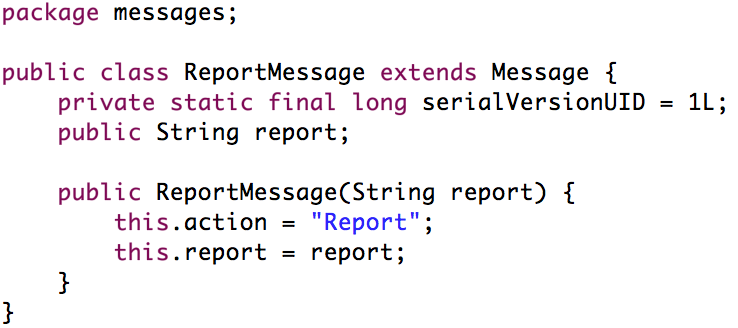 package messages;

public class ReportMessage extends Message {
    private static final long serialVersionUID = 1L;
    public String report;

    public ReportMessage(String report) {
        this.action = "Report";
        this.report = report;
    }
}